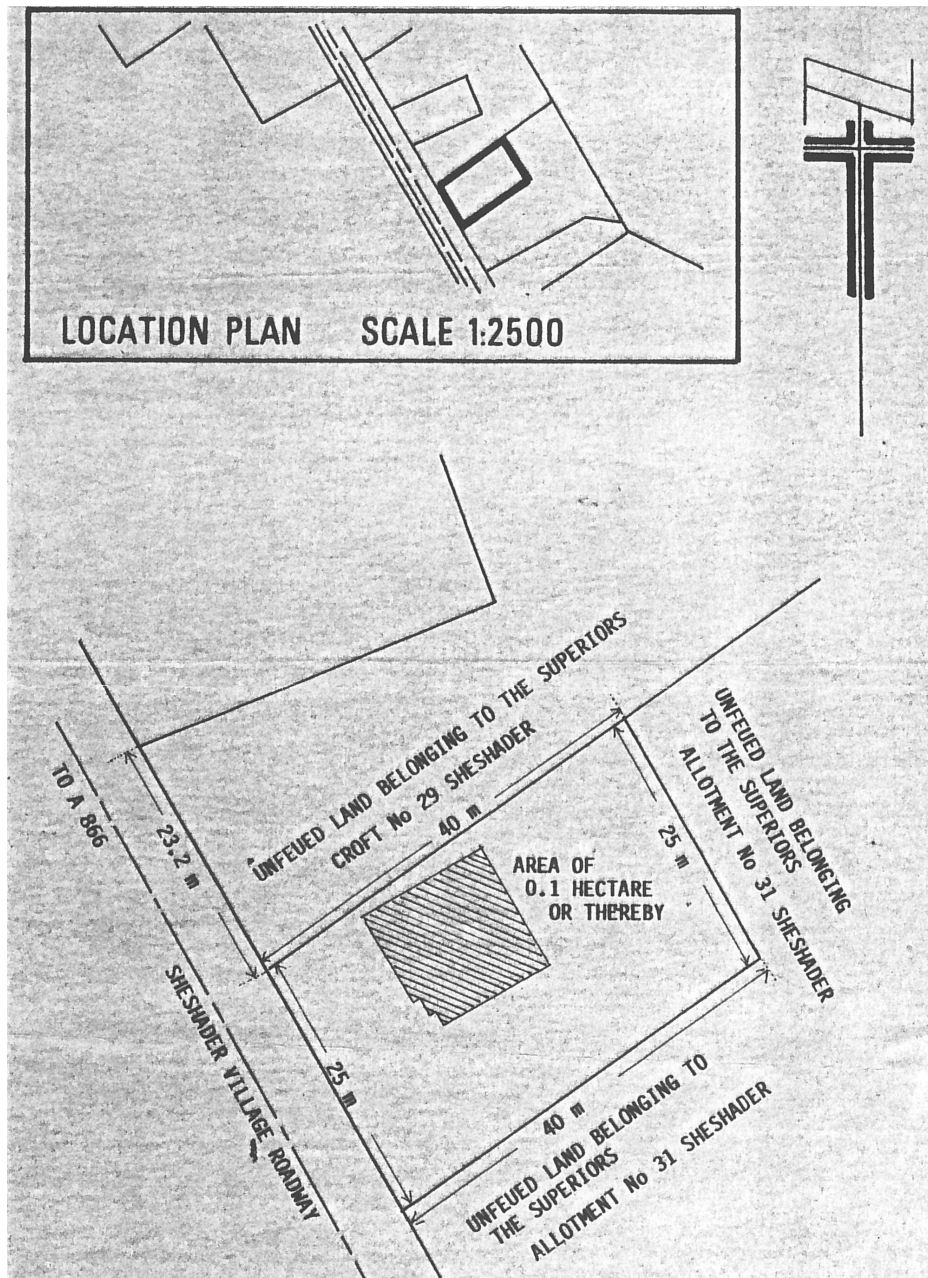 LOCATION PLAN SCALE 1:2500
UNFEUED LAND BELONGING TO THE SUPERIORS
CROFT No 29 SHESHADER
40 m
UNFEUED LAND BELONGING
TO THE SUPERIORS
ALLOTMENT No 31 SHESHADER
TO A 866
23.2 m
25 m
AREA OF
0.1 HECTARE
OR THEREBY
SHESHADER VILLAGE ROADWAY
25 m
40 m
UNFEUED LAND BELONGING TO
THE SUPERIORS
ALLOTMENT No 31 SHESHADER